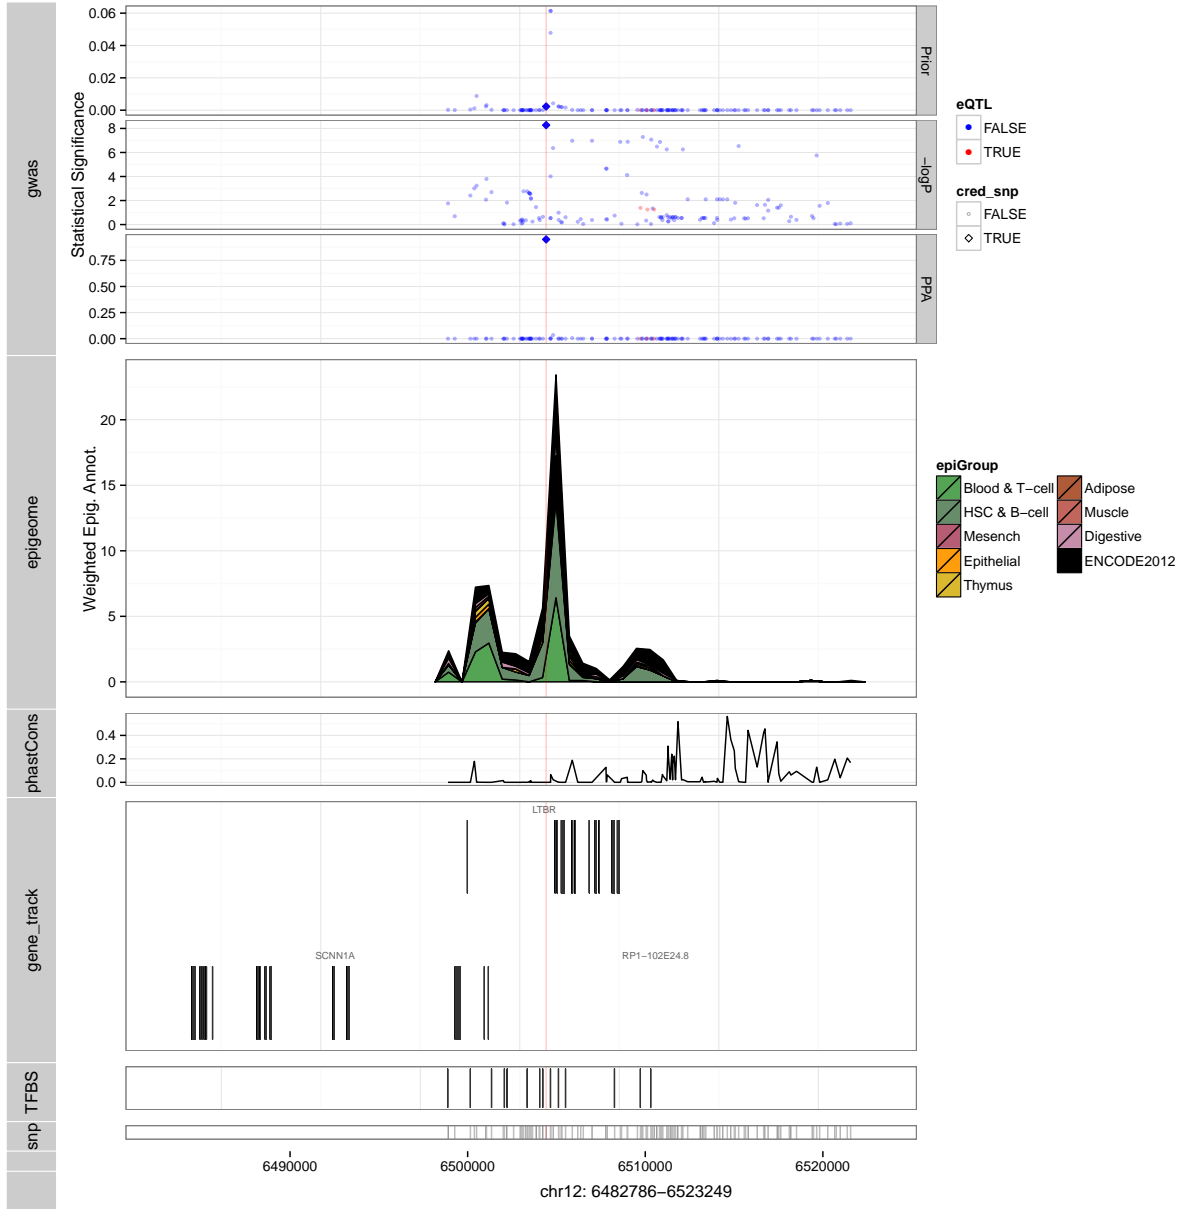 gwas
Statistical Significance
0.06
0.04
0.02
0.00
Prior
8
6
4
2
0
−logP
0.75
0.50
0.25
0.00
PPA
eQTL
FALSE
TRUE
cred_snp
FALSE
TRUE
epigeome
Weighted Epig. Annot.
20
15
10
5
0
epiGroup
Blood & T−cell
HSC & B−cell
Mesench
Epithelial
Thymus
Adipose
Muscle
Digestive
ENCODE2012
phastCons
0.4
0.2
0.0
gene_track
LTBR
SCNN1A
RP1−102E24.8
TFBS
snp
6490000
6500000
6510000
6520000
chr12: 6482786−6523249